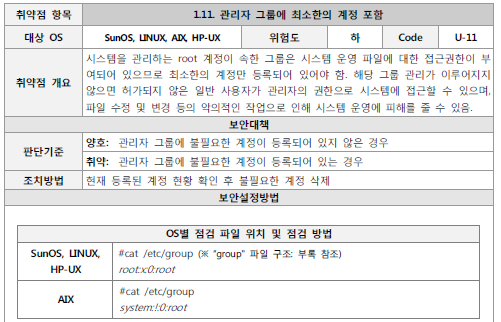 취약점 항목 1.11. 관리자 그룹에 최소한의 계정 포함
대상 OS SunOS, LINUX, AIX, HP-UX 위험도 하 Code U-11
시스템을 관리하는 root 계정이 속한 그룹은 시스템 운영 파일에 대한 접근권한이 부
취약점 개요 여되어 있으므로 최소한의 계정만 등록되어 있어야 함. 해당 그룹 관리가 이루어지지
않으면 허가되지 않은 일반 사용자가 관리자의 권한으로 시스템에 접근할 수 있으며,
파일 수정 및 변경 등의 악의적인 작업으로 인해 시스템 운영에 피해를 줄 수 있음.
보안대책
판단기준 양호: 관리자 그룹에 불필요한 계정이 등록되어 있지 않은 경우
취약: 관리자 그룹에 불필요한 계정이 등록되어 있는 경우
조치방법 현재 등록된 계정 현황 확인 후 불필요한 계정 삭제
보안설정방법
OS별 점검 파일 위치 및 점검 방법
SunOS, LINUX, HP-UX #cat /etc/group (※ "group" 파일 구조: 부록 참조)
root:x:0:root
AIX #cat /etc/group
system:!:0:root